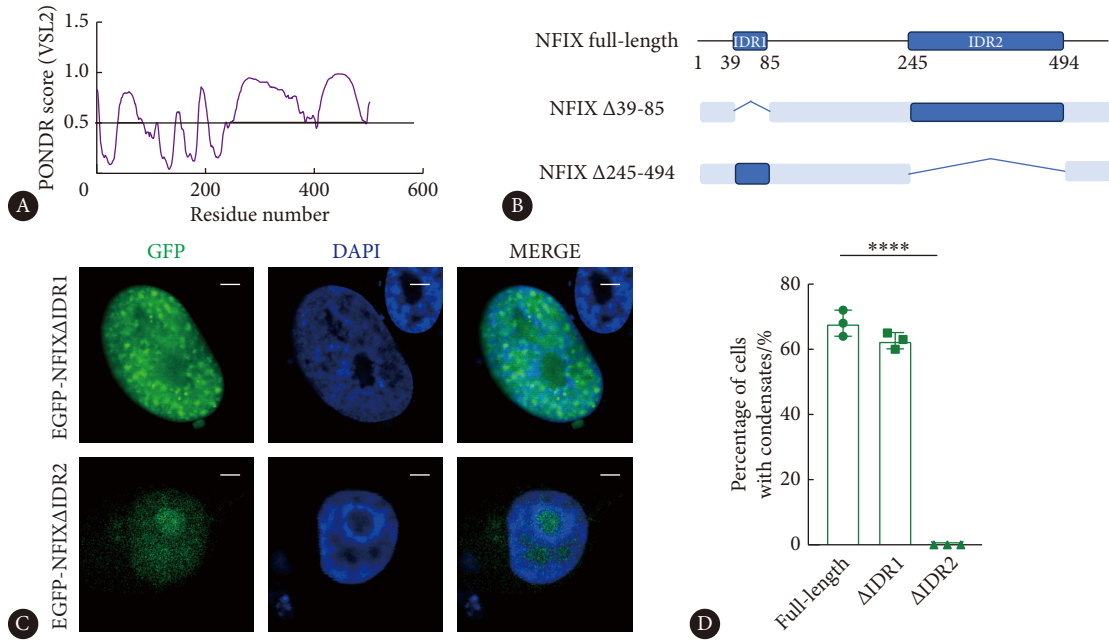 A
PONDR score (VSL2)
1.5
1.0
0.5
0
200
400
600
Residue number
B
NFIX full-length
IDR1
IDR2
1
39
85
245
494
NFIX Δ39-85
NFIX Δ245-494
C
GFP
DAPI
MERGE
EGFP-NFIXΔIDR1
EGFP-NFIXΔIDR2
D
****
Percentage of cells
with condensates/%
80
60
40
20
0
Full-length
ΔIDR1
ΔIDR2